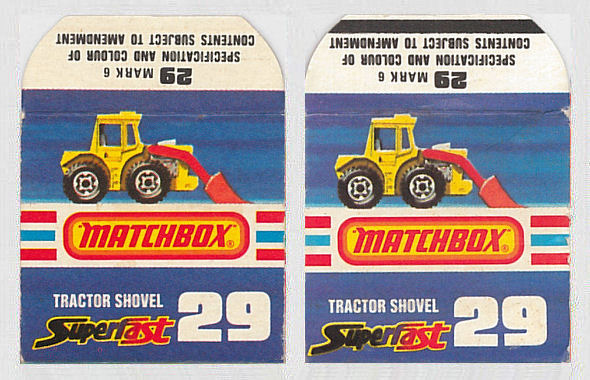 SPECIFICATION AND COLOUR OF
CONTENTS SUBJECT TO AMENDMENT
29 MARK 6
"MATCHBOX"®
TRACTOR SHOVEL
Superfast 29
SPECIFICATION AND COLOUR OF
CONTENTS SUBJECT TO AMENDMENT
29 MARK 6
"MATCHBOX"®
TRACTOR SHOVEL
Superfast 29